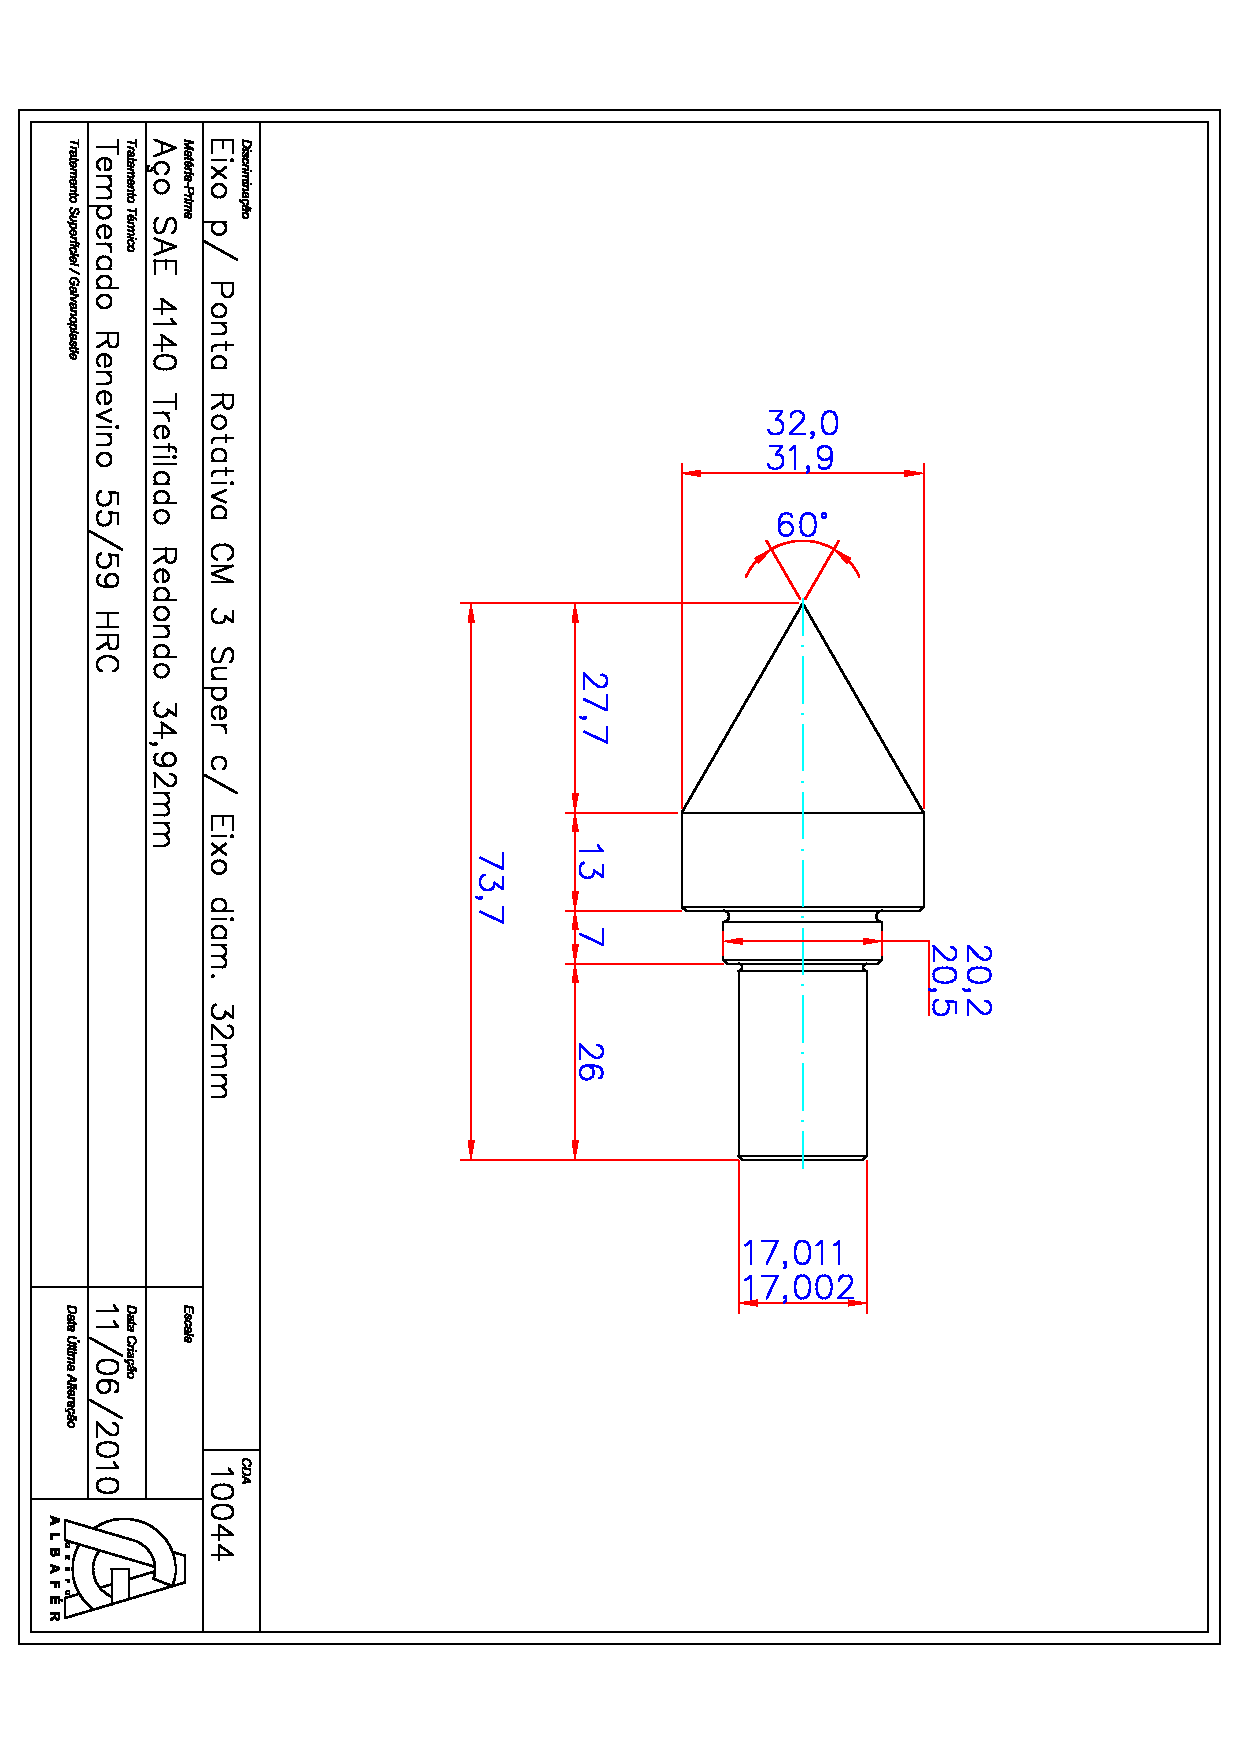 32,0
31,9
60°
27,7
13
7
26
73,7
20,2
20,5
17,011
17,002
Discriminação
Eixo p/ Ponta Rotativa CM 3 Super c/ Eixo diam. 32mm
CDA
10044
Matéria-Prima
Aço SAE 4140 Trefilado Redondo 34,92mm
Escala
Tratamento Térmico
Temperado Renevino 55/59 HRC
Data Criação
11/06/2010
Tratamento Superficiel / Galvanoplastie
Data Última Alteração
GRUPO
ALBAFÉR